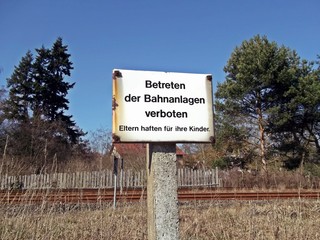 Betreten
der Bahnanlagen
verboten
Eltern haften für ihre Kinder.